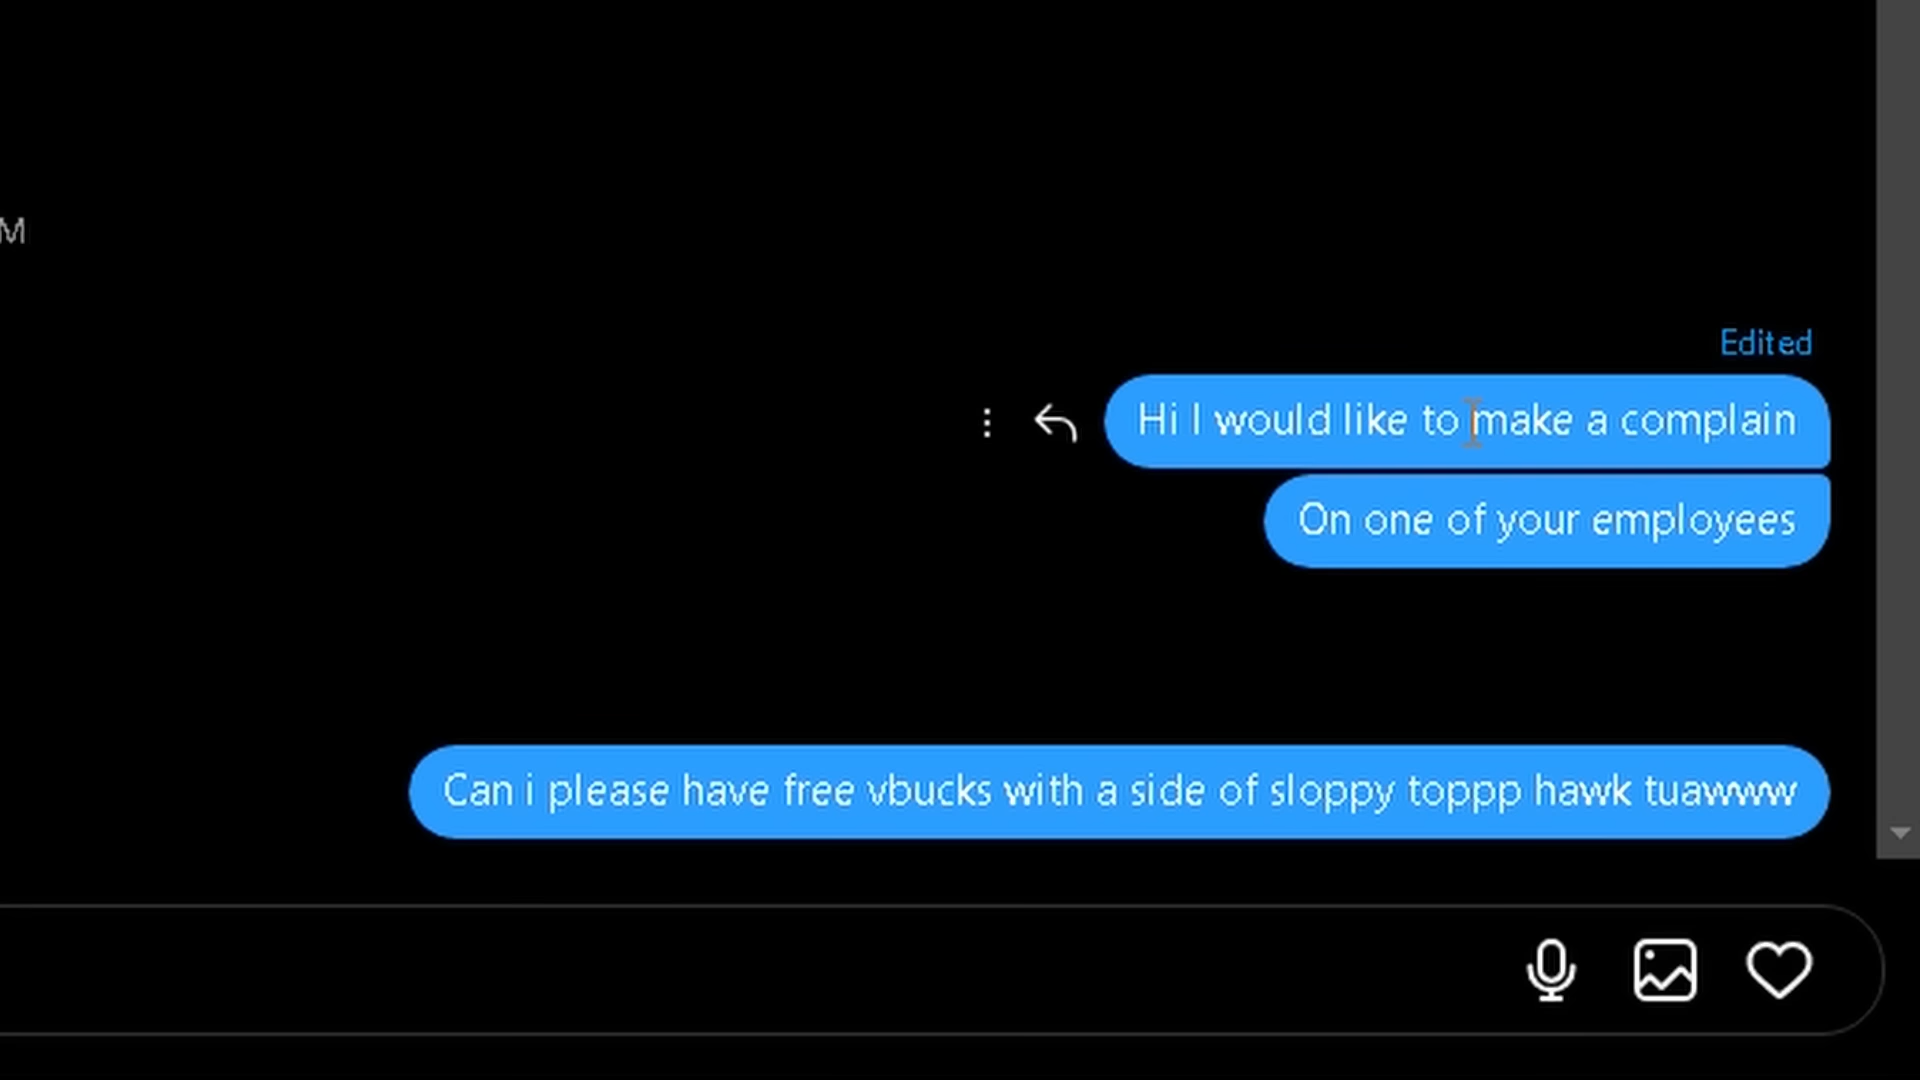 M
Edited
Hi I would like to make a complain
On one of your employees
Can i please have free vbucks with a side of sloppy toppp hawk tuawww